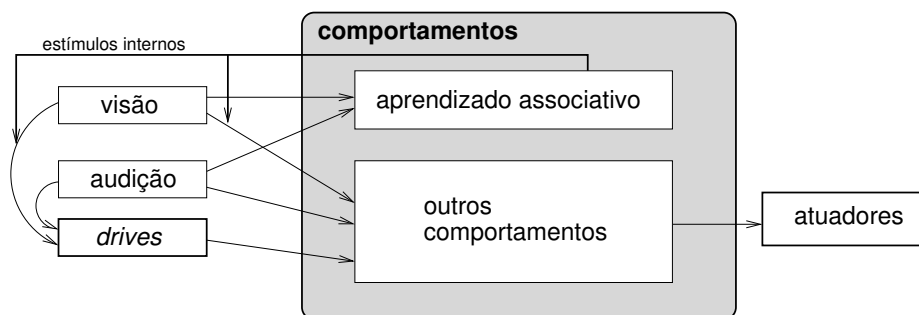 comportamentos
estímulos internos
visão
aprendizado associativo
audição
outros
comportamentos
atuadores
drives